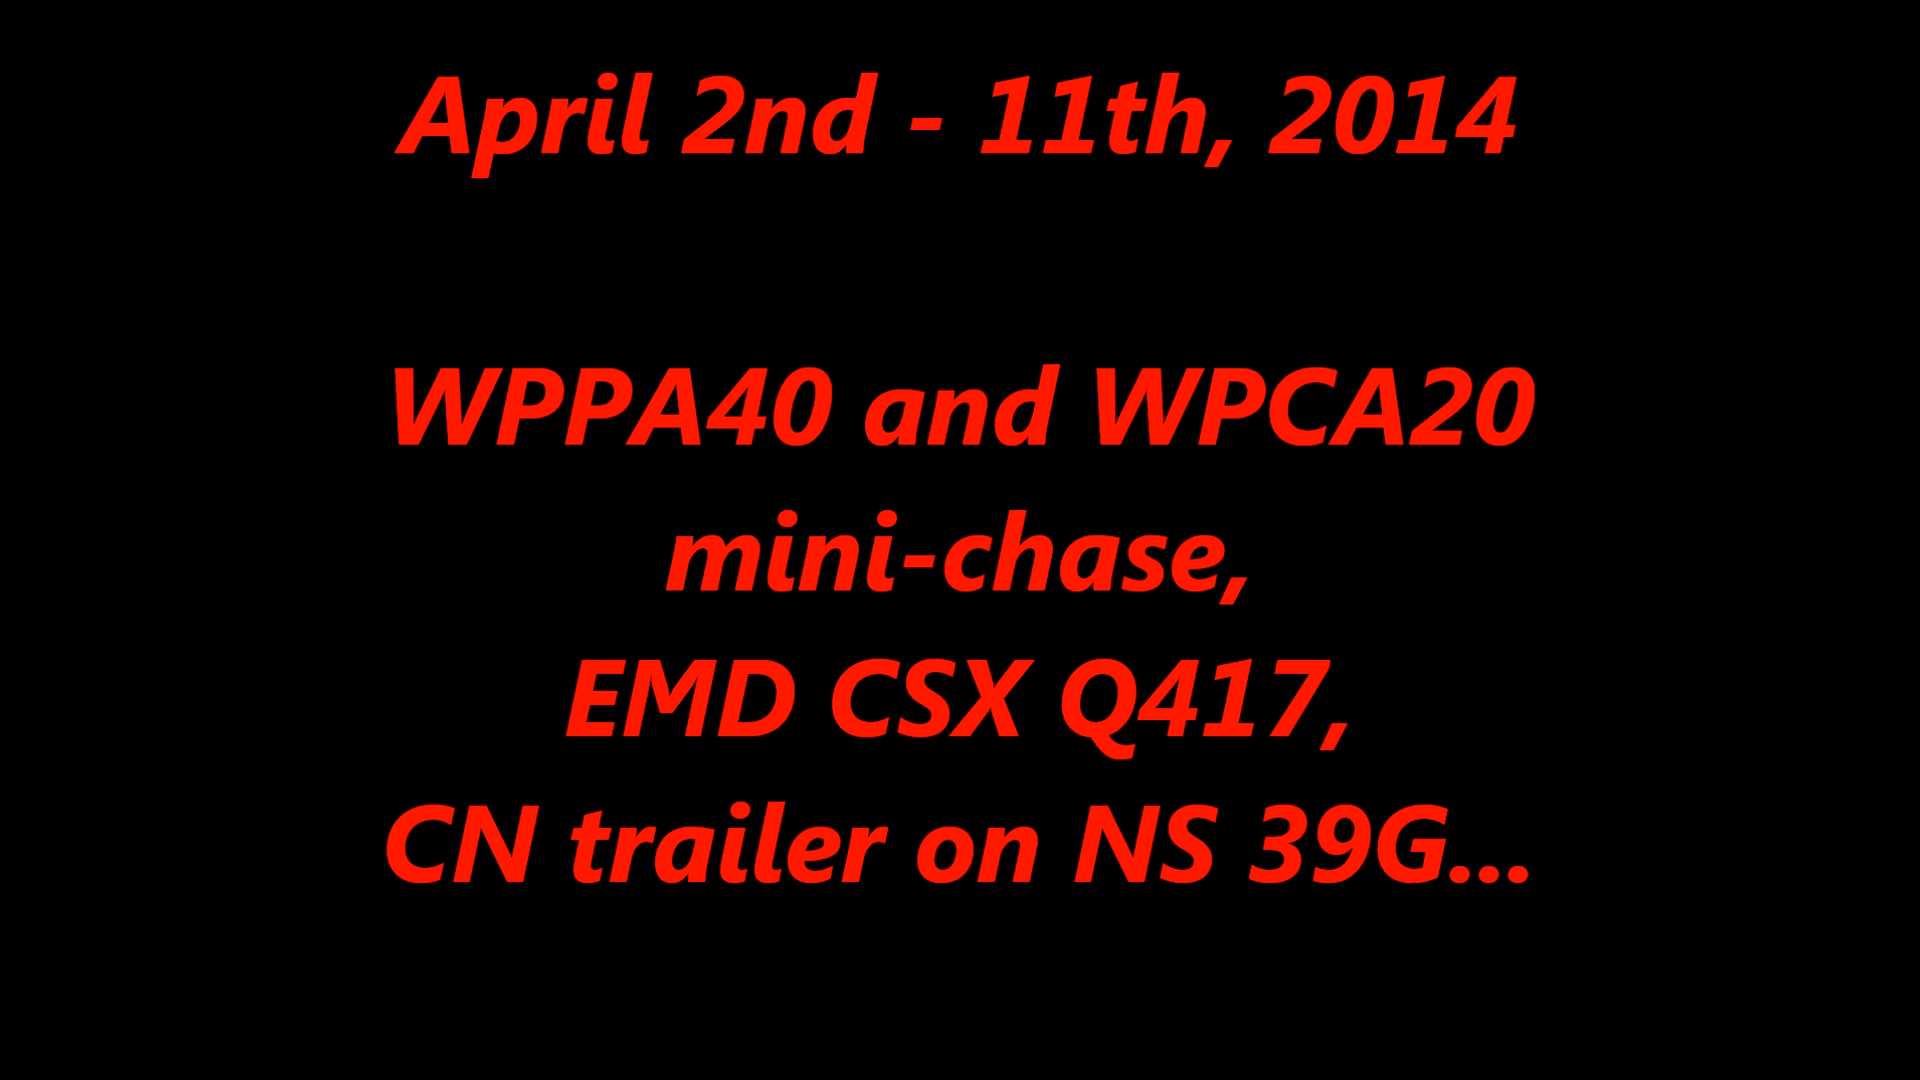 April 2nd - 11th, 2014
WPPA40 and WPCA20
mini-chase,
EMD CSX Q417,
CN trailer on NS 39G...